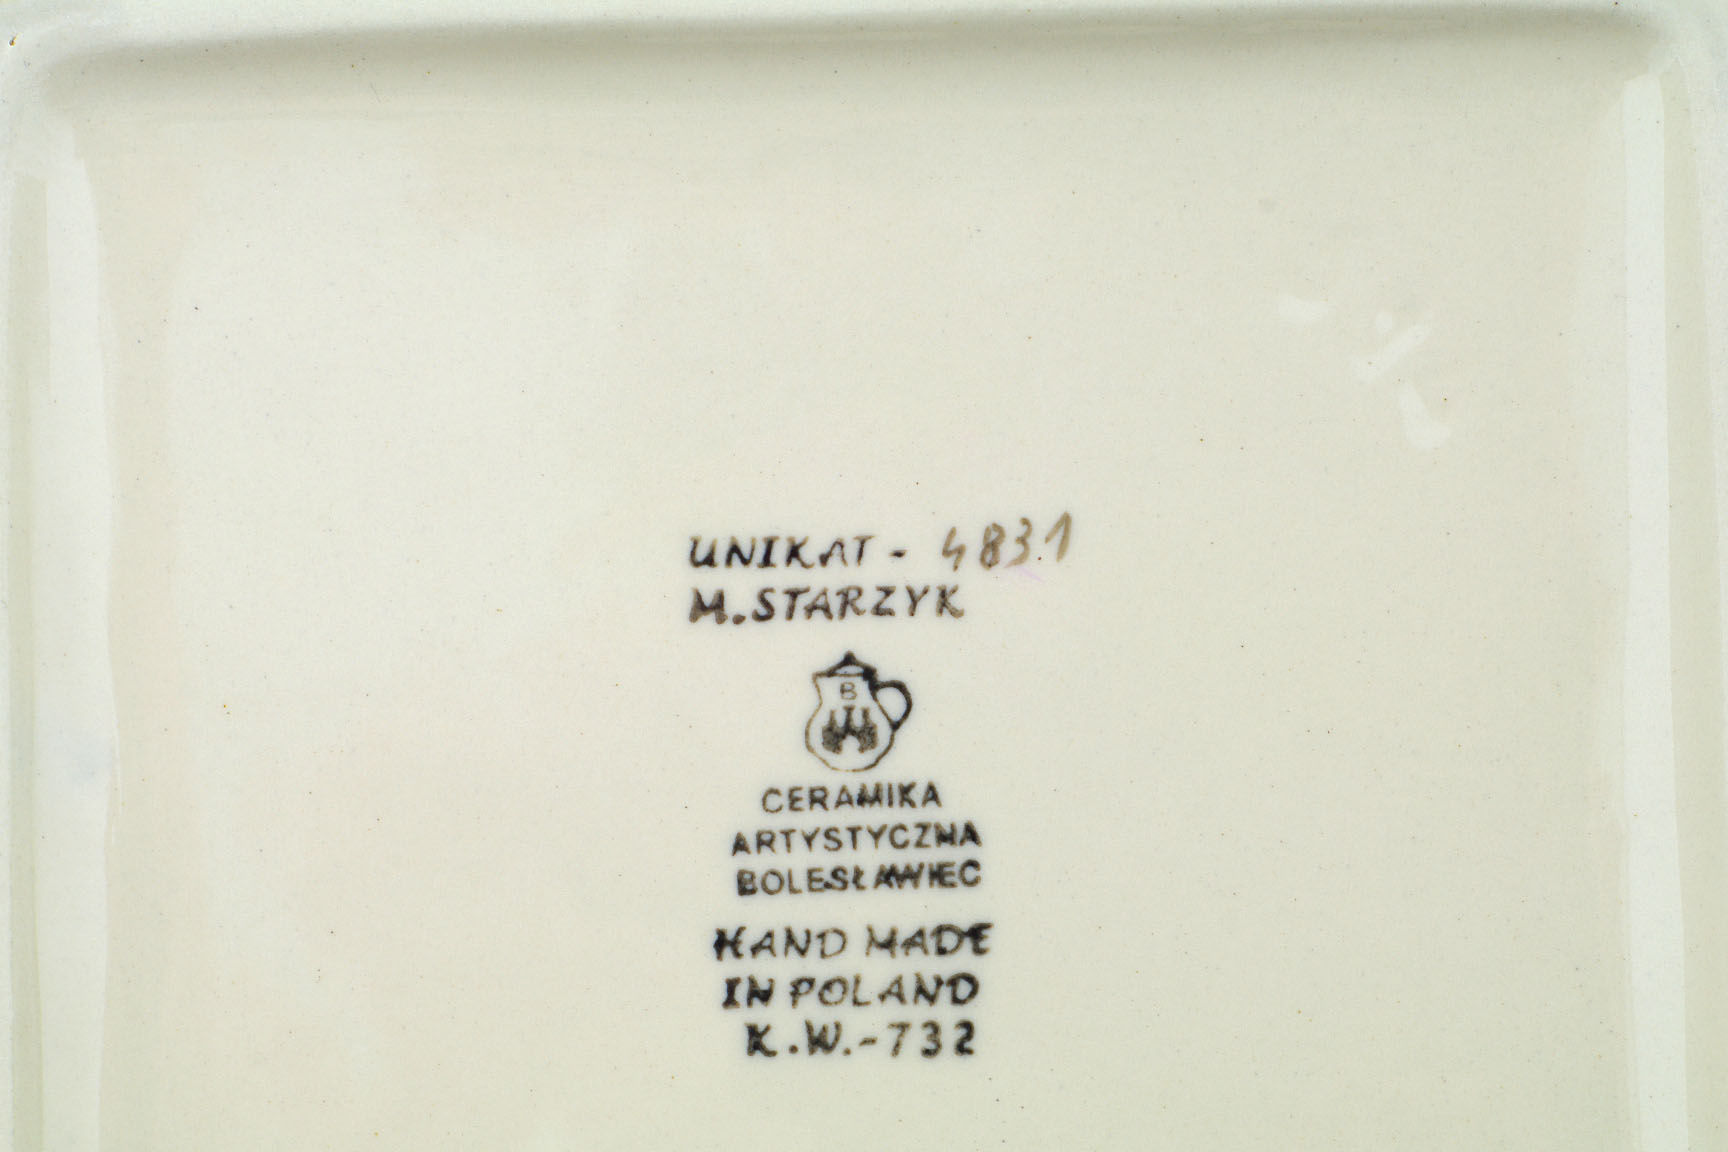 UNIKAT - 4831
M.STARZYK
B
CERAMIKA
ARTYSTYCZNA
BOLESŁAWIEC
HAND MADE
IN POLAND
K.W.-732